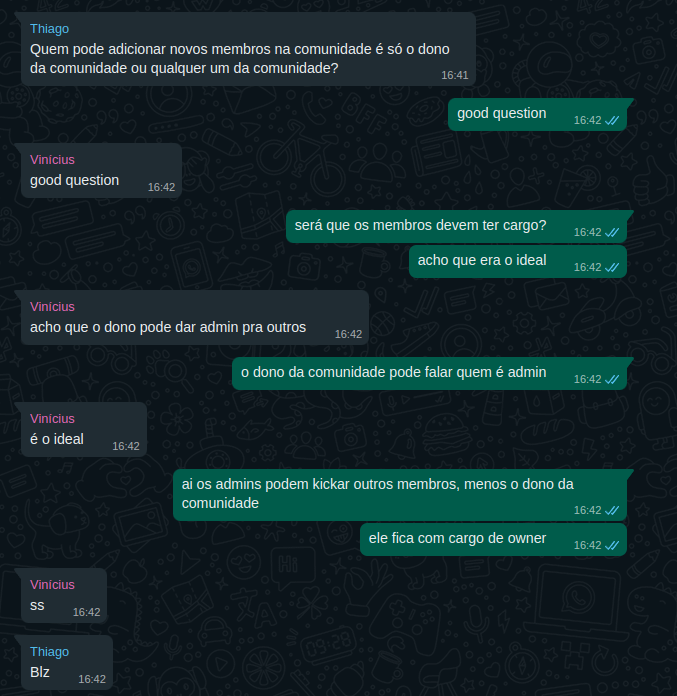 Thiago
Quem pode adicionar novos membros na comunidade é só o dono
da comunidade ou qualquer um da comunidade?
16:41
good question
16:42
Vinícius
good question
16:42
será que os membros devem ter cargo?
16:42
acho que era o ideal
16:42
Vinícius
acho que o dono pode dar admin pra outros
16:42
o dono da comunidade pode falar quem é admin
16:42
Vinícius
é o ideal
16:42
ai os admins podem kickar outros membros, menos o dono da
comunidade
16:42
ele fica com cargo de owner
16:42
Vinícius
ss
16:42
Thiago
Blz
16:42